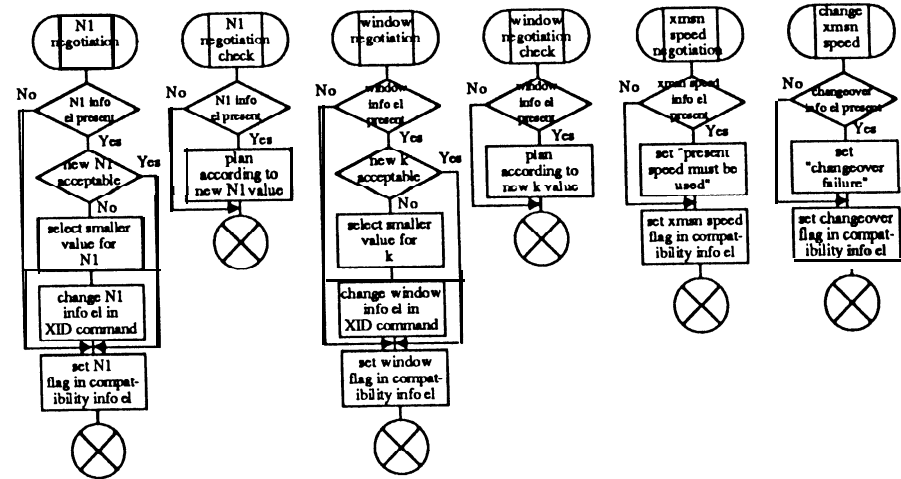 N1
negotiation
No
N1 info
el present
Yes
new N1
acceptable
Yes
No
select smaller
value for
N1
change N1
info el in
XID command
set N1
flag in compat-
ibility info el
N1
negotiation
check
No
N1 info
el present
Yes
plan
according to
new N1 value
window
negotiation
No
window
info el
present
Yes
new k
acceptable
Yes
No
select smaller
value for
k
change window
info el in
XID command
set window
flag in compat-
ibility info el
window
negotiation
check
No
window
info el
present
Yes
plan
according to
new k value
xmsn
speed
negotiation
No
xmsn speed
info el
present
Yes
set "present
speed must be
used"
set xmsn speed
flag in compat-
ibility info el
change
xmsn
speed
No
changeover
info el present
Yes
set
"changeover
failure"
set changeover
flag in compat-
ibility info el